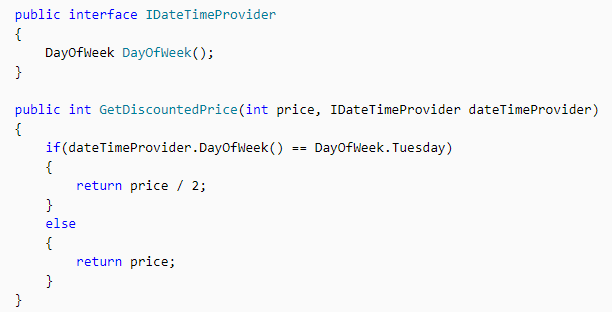 public interface IDateTimeProvider
{
    DayOfWeek DayOfWeek();
}

public int GetDiscountedPrice(int price, IDateTimeProvider dateTimeProvider)
{
    if(dateTimeProvider.DayOfWeek() == DayOfWeek.Tuesday)
    {
        return price / 2;
    }
    else
    {
        return price;
    }
}